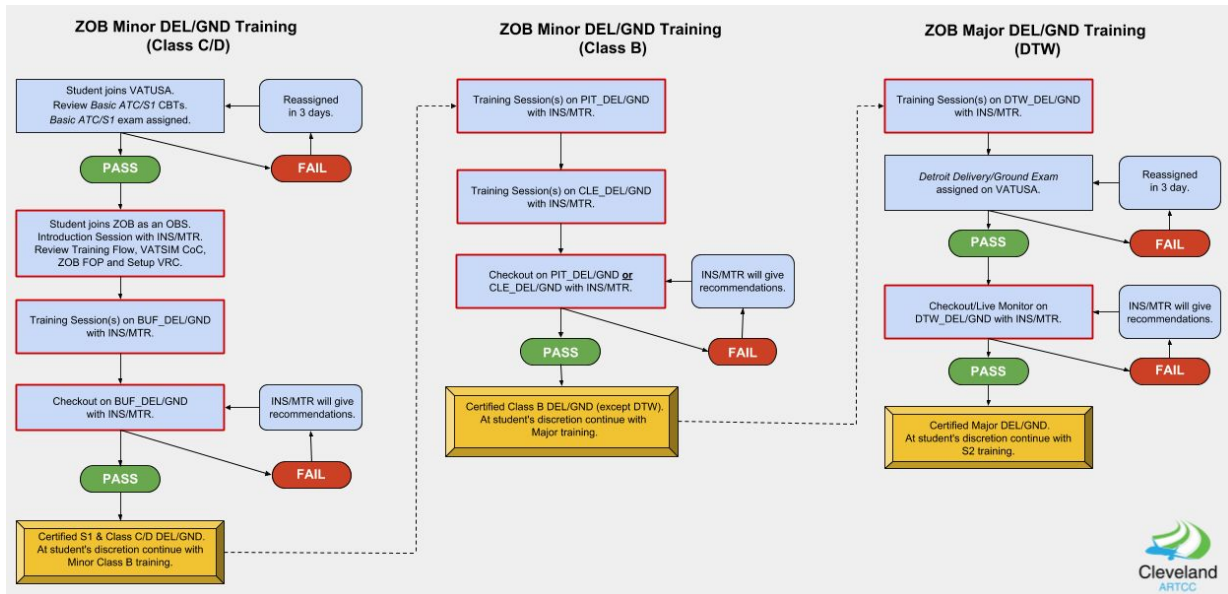 ZOB Minor DEL/GND Training
(Class C/D)
Student joins VATUSA.
Review Basic ATC/S1 CBTs.
Basic ATC/S1 exam assigned.
Reassigned
in 3 days.
PASS
FAIL
Student joins ZOB as an OBS.
Introduction Session with INS/MTR.
Review Training Flow, VATSIM CoC,
ZOB FOP and Setup VRC.
Training Session(s) on BUF_DEL/GND
with INS/MTR.
Checkout on BUF_DEL/GND
with INS/MTR.
INS/MTR will give
recommendations.
PASS
FAIL
Certified S1 & Class C/D DEL/GND.
At student's discretion continue with
Minor Class B training.
ZOB Minor DEL/GND Training
(Class B)
Training Session(s) on PIT_DEL/GND
with INS/MTR.
Training Session(s) on CLE_DEL/GND
with INS/MTR.
Checkout on PIT_DEL/GND or
CLE_DEL/GND with INS/MTR.
INS/MTR will give
recommendations.
PASS
FAIL
Certified Class B DEL/GND (except DTW).
At student's discretion continue with
Major training.
ZOB Major DEL/GND Training
(DTW)
Training Session(s) on DTW_DEL/GND
with INS/MTR.
Detroit Delivery/Ground Exam
assigned on VATUSA.
Reassigned
in 3 day.
PASS
FAIL
Checkout/Live Monitor on
DTW_DEL/GND with INS/MTR.
INS/MTR will give
recommendations.
PASS
FAIL
Certified Major DEL/GND.
At student's discretion continue with
S2 training.
Cleveland
ARTCC